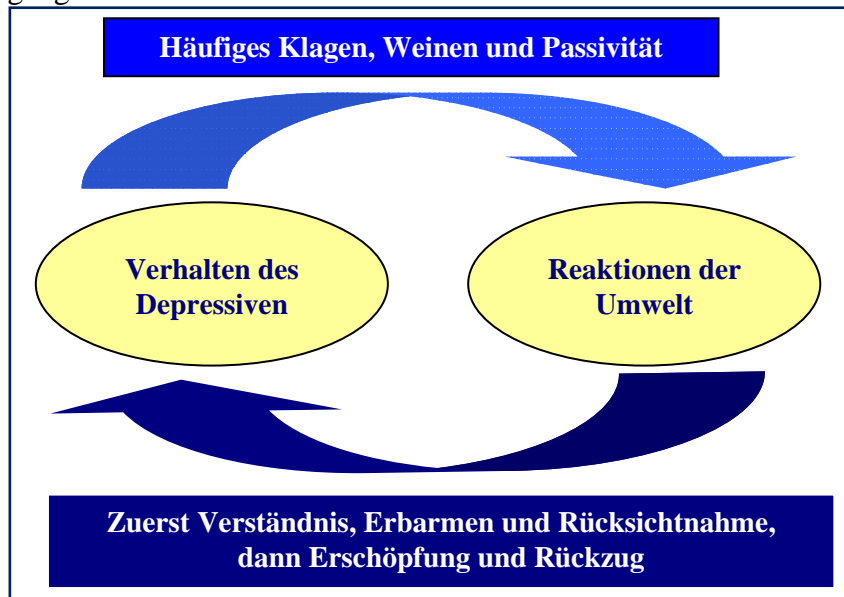 Häufiges Klagen, Weinen und Passivität
Verhalten des
Depressiven
Reaktionen der
Umwelt
Zuerst Verständnis, Erbarmen und Rücksichtnahme,
dann Erschöpfung und Rückzug